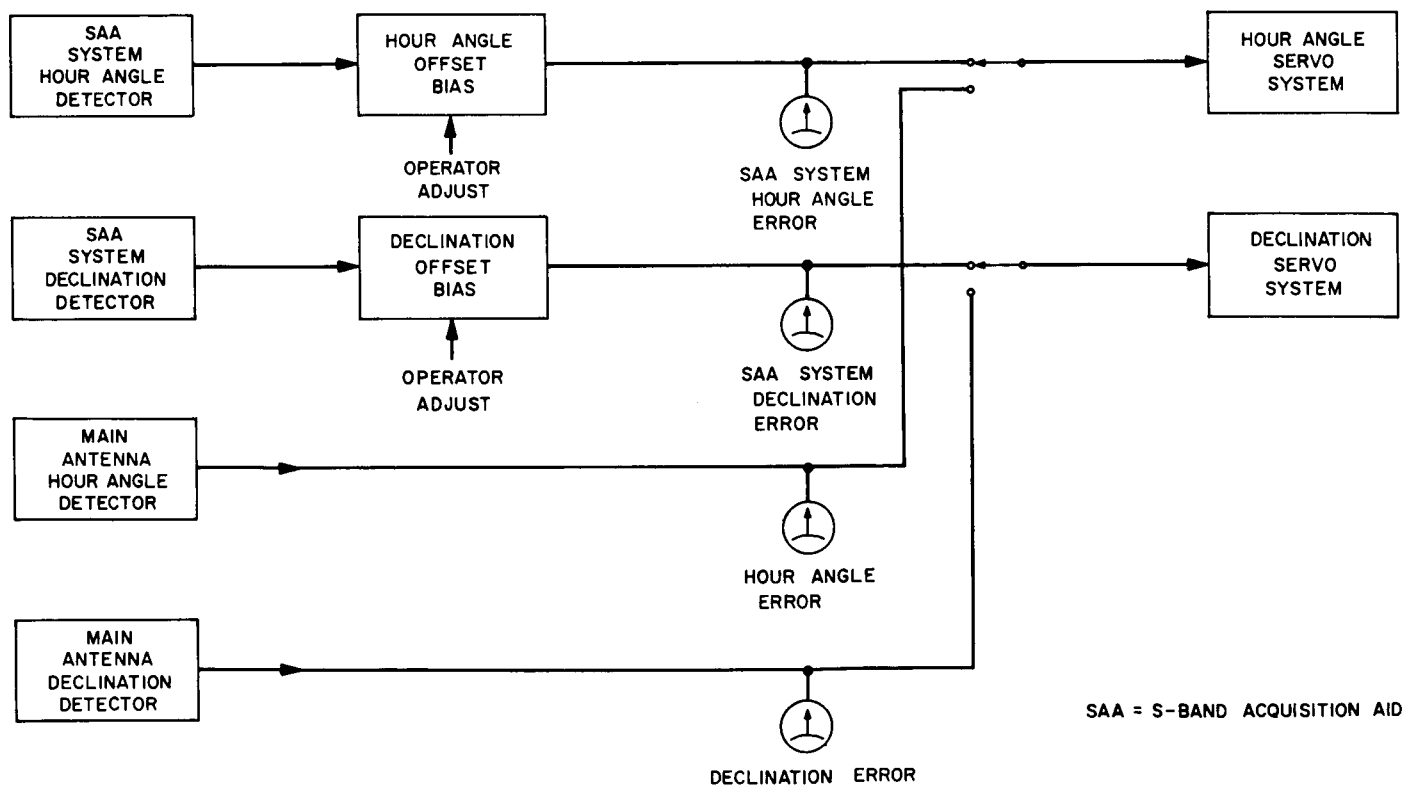 SAA
SYSTEM
HOUR ANGLE
DETECTOR
HOUR ANGLE
OFFSET
BIAS
OPERATOR
ADJUST
SAA SYSTEM
HOUR ANGLE
ERROR
HOUR ANGLE
SERVO
SYSTEM
SAA
SYSTEM
DECLINATION
DETECTOR
DECLINATION
OFFSET
BIAS
OPERATOR
ADJUST
SAA SYSTEM
DECLINATION
ERROR
DECLINATION
SERVO
SYSTEM
MAIN
ANTENNA
HOUR ANGLE
DETECTOR
HOUR ANGLE
ERROR
MAIN
ANTENNA
DECLINATION
DETECTOR
DECLINATION ERROR
SAA = S-BAND ACQUISITION AID